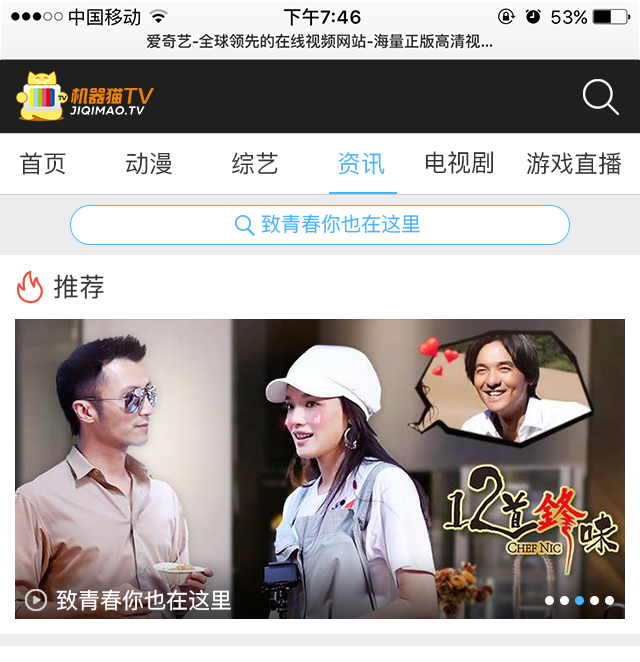 中国移动 下午7:46 53%
爱奇艺-全球领先的在线视频网站-海量正版高清视...
TV 机器猫TV
JIQIMAO.TV
首页 动漫 综艺 资讯 电视剧 游戏直播
致青春你也在这里
推荐
12道鋒味
CHEF NIC
致青春你也在这里